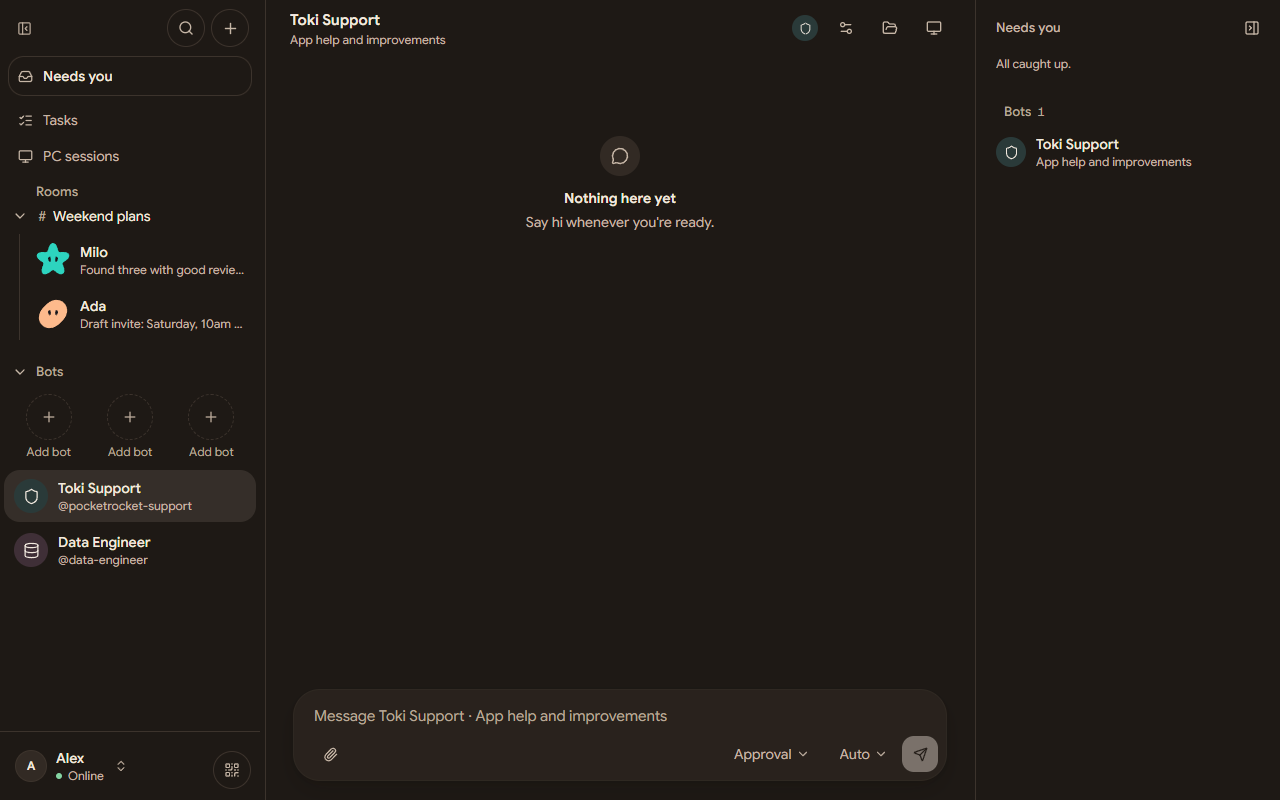 Needs you
Tasks
PC sessions
Rooms
# Weekend plans
Milo
Found three with good revie...
Ada
Draft invite: Saturday, 10am ...
Bots
Add bot
Add bot
Add bot
Toki Support
@pocketrocket-support
Data Engineer
@data-engineer
A
Alex
Online
Toki Support
App help and improvements
Nothing here yet
Say hi whenever you're ready.
Message Toki Support · App help and improvements
Approval
Auto
Needs you
All caught up.
Bots 1
Toki Support
App help and improvements